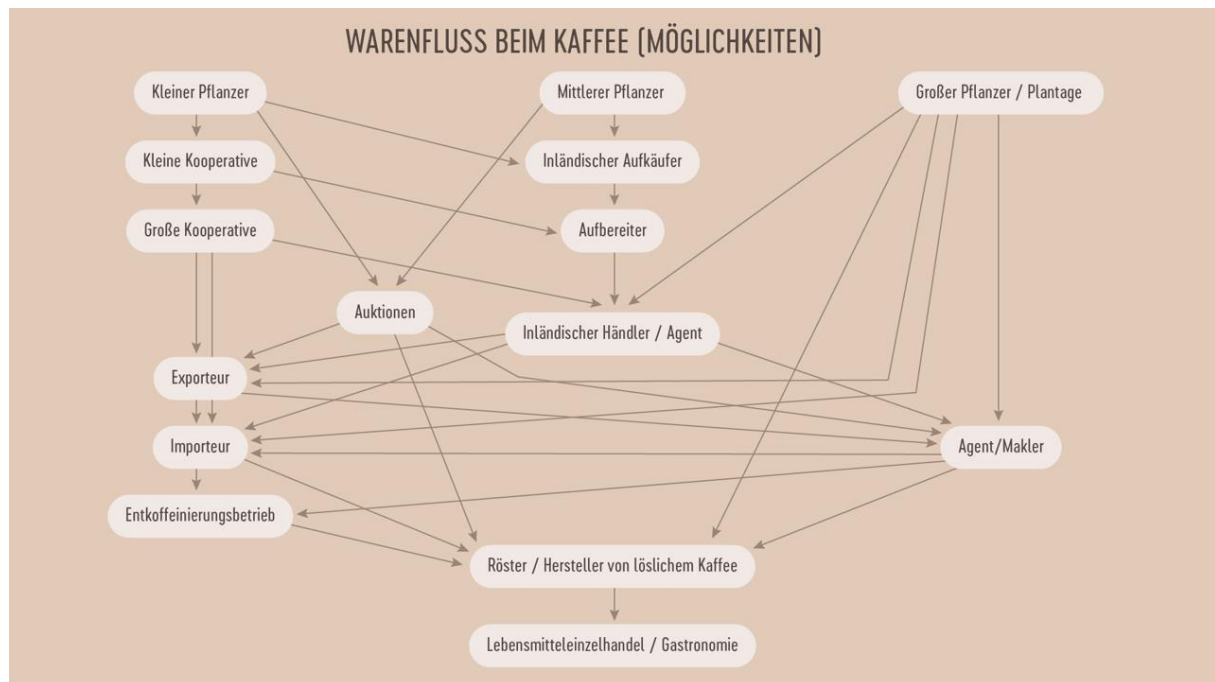 WARENFLUSS BEIM KAFFEE (MÖGLICHKEITEN)
Kleiner Pflanzer
Mittlerer Pflanzer
Großer Pflanzer / Plantage
Kleine Kooperative
Inländischer Aufkäufer
Große Kooperative
Aufbereiter
Auktionen
Inländischer Händler / Agent
Exporteur
Importeur
Agent/Makler
Entkoffeinierungsbetrieb
Röster / Hersteller von löslichem Kaffee
Lebensmitteleinzelhandel / Gastronomie